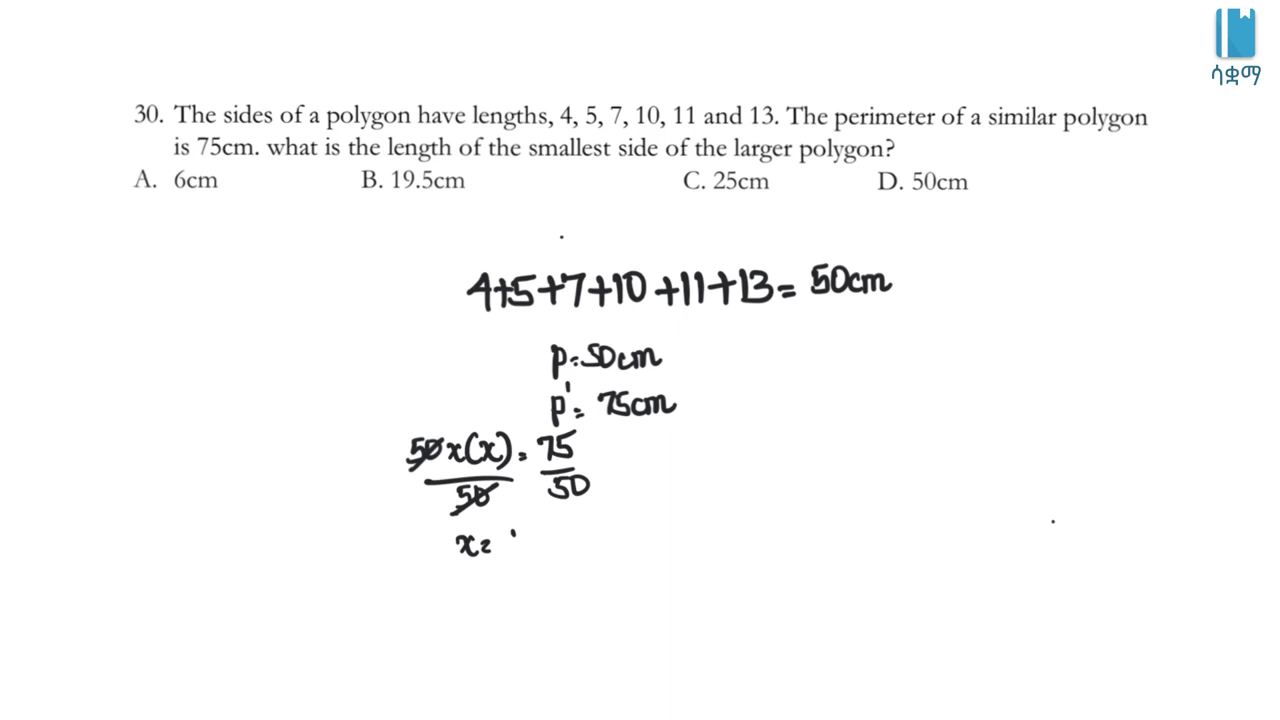 ሳቋማ
30. The sides of a polygon have lengths, 4, 5, 7, 10, 11 and 13. The perimeter of a similar polygon
is 75cm. what is the length of the smallest side of the larger polygon?
A. 6cm B. 19.5cm C. 25cm D. 50cm
4+5+7+10+11+13= 50cm
p=50cm
p'= 75cm
50x(x) = 75
50 50
x=